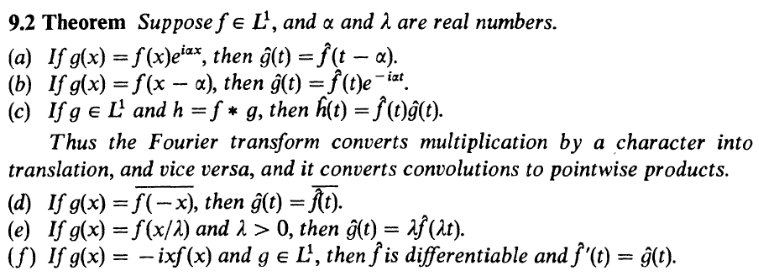 9.2 Theorem Suppose f ∈ L¹, and α and λ are real numbers.
(a) If g(x) = f(x)e^{iαx}, then ĝ(t) = f̂(t − α).
(b) If g(x) = f(x − α), then ĝ(t) = f̂(t)e^{−iαt}.
(c) If g ∈ L¹ and h = f * g, then ĥ(t) = f̂(t)ĝ(t).
Thus the Fourier transform converts multiplication by a character into
translation, and vice versa, and it converts convolutions to pointwise products.
(d) If g(x) = \overline{f(−x)}, then ĝ(t) = \overline{f̂(t)}.
(e) If g(x) = f(x/λ) and λ > 0, then ĝ(t) = λf̂(λt).
(f) If g(x) = −ixf(x) and g ∈ L¹, then f̂ is differentiable and f̂'(t) = ĝ(t).